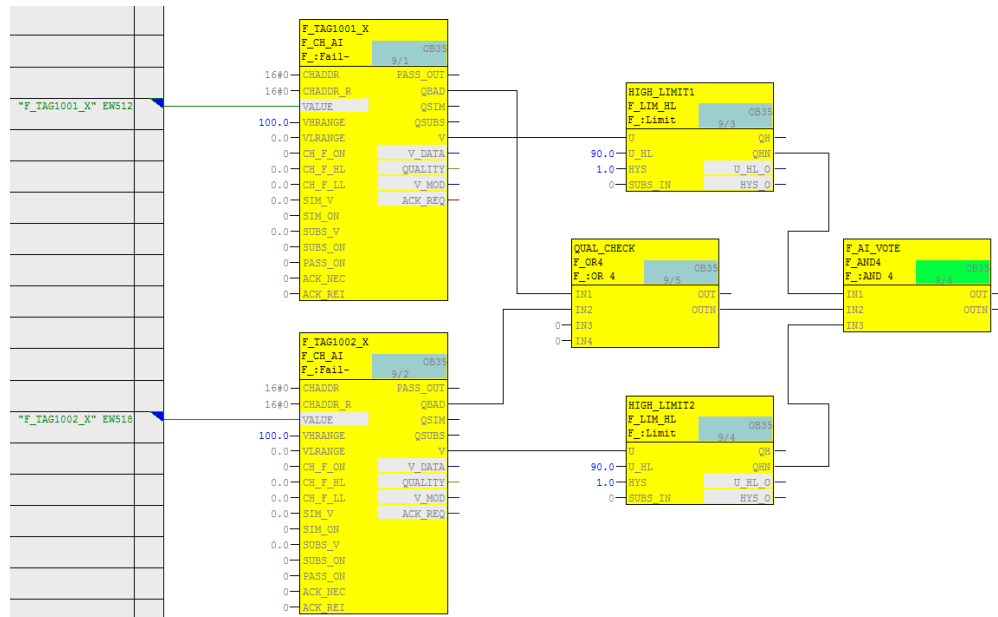 F_TAG1001_X
F_CH_AI
F_:Fail-
OB35
9/1
16#0 CHADDR PASS_OUT
16#0 CHADDR_R QBAD
"F_TAG1001_X" EW512 VALUE QSIM
100.0 VHRANGE QSUBS
0.0 VLRANGE V
0 CH_F_ON V_DATA
0.0 CH_F_HL QUALITY
0.0 CH_F_LL V_MOD
0.0 SIM_V ACK_REQ
0 SIM_ON
0.0 SUBS_V
0 SUBS_ON
0 PASS_ON
0 ACK_NEC
0 ACK_REI
HIGH_LIMIT1
F_LIM_HL
F_:Limit
OB35
9/3
U QH
90.0 U_HL QHN
1.0 HYS U_HL_O
0 SUBS_IN HYS_O
QUAL_CHECK
F_OR4
F_:OR 4
OB35
9/5
IN1 OUT
IN2 OUTN
0 IN3
0 IN4
F_AI_VOTE
F_AND4
F_:AND 4
OB35
9/6
IN1 OUT
IN2 OUTN
IN3
F_TAG1002_X
F_CH_AI
F_:Fail-
OB35
9/2
16#0 CHADDR PASS_OUT
16#0 CHADDR_R QBAD
"F_TAG1002_X" EW518 VALUE QSIM
100.0 VHRANGE QSUBS
0.0 VLRANGE V
0 CH_F_ON V_DATA
0.0 CH_F_HL QUALITY
0.0 CH_F_LL V_MOD
0.0 SIM_V ACK_REQ
0 SIM_ON
0.0 SUBS_V
0 SUBS_ON
0 PASS_ON
0 ACK_NEC
0 ACK_REI
HIGH_LIMIT2
F_LIM_HL
F_:Limit
OB35
9/4
U QH
90.0 U_HL QHN
1.0 HYS U_HL_O
0 SUBS_IN HYS_O